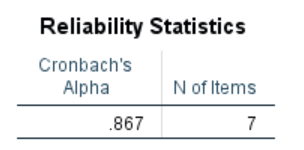 Reliability Statistics
Cronbach's
Alpha N of Items
.867 7